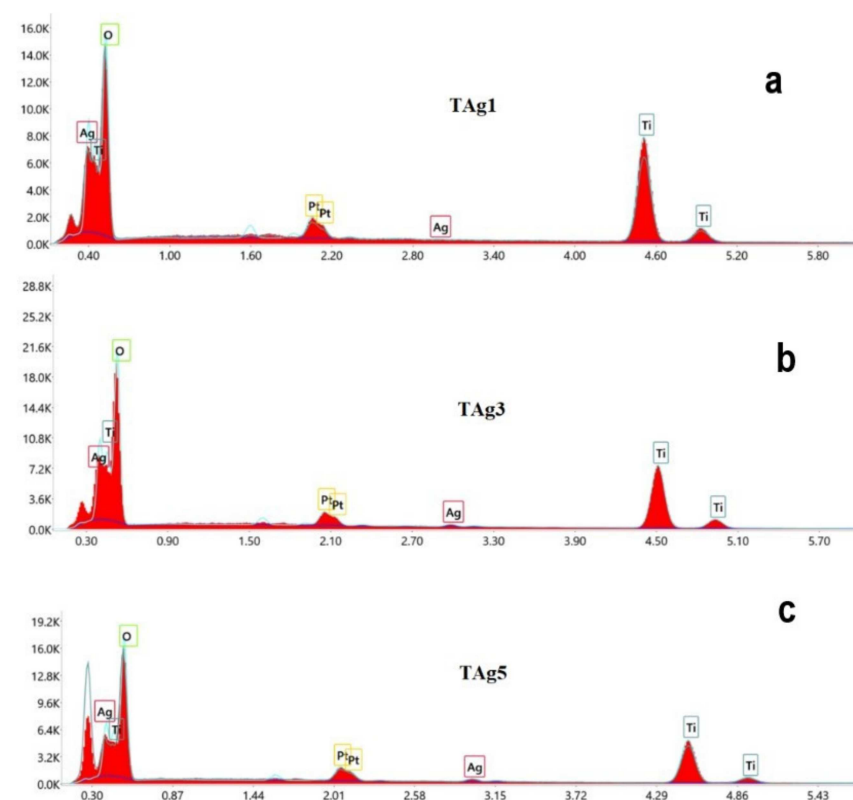 16.0K
O
14.0K
a
12.0K
TAg1
10.0K
Ag
Ti
8.0K
Ti
6.0K
4.0K
Pt
Pt
Ti
2.0K
Ag
0.0K
0.40 1.00 1.60 2.20 2.80 3.40 4.00 4.60 5.20 5.80
28.8K
25.2K
21.6K
O
b
18.0K
TAg3
14.4K
Ti
10.8K
Ag
Ti
7.2K
Pt
Pt
Ag
Ti
3.6K
0.0K
0.30 0.90 1.50 2.10 2.70 3.30 3.90 4.50 5.10 5.70
c
19.2K
O
16.0K
TAg5
12.8K
9.6K
Ag
Ti
Ti
6.4K
Pt
Pt
Ag
Ti
3.2K
0.0K
0.30 0.87 1.44 2.01 2.58 3.15 3.72 4.29 4.86 5.43